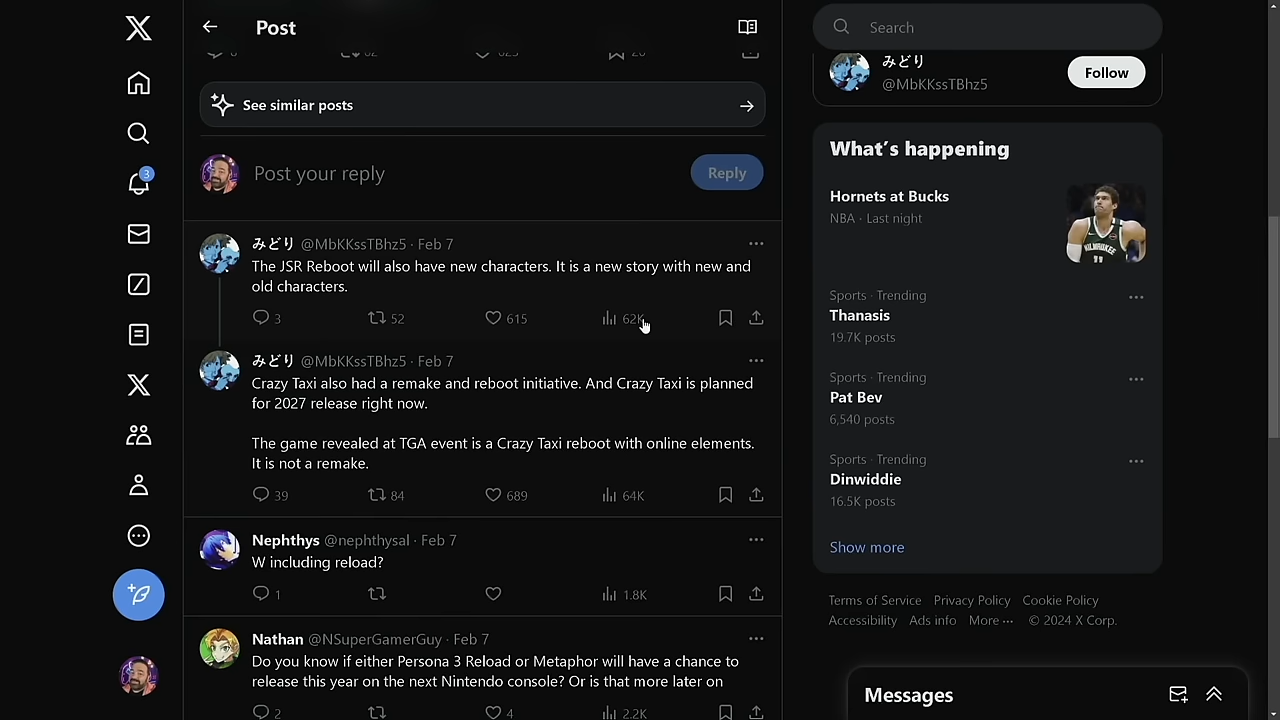 Post
Search
See similar posts
Post your reply
Reply
3
みどり @MbKKssTBhz5 · Feb 7
The JSR Reboot will also have new characters. It is a new story with new and
old characters.
3 52 615 62K
みどり @MbKKssTBhz5 · Feb 7
Crazy Taxi also had a remake and reboot initiative. And Crazy Taxi is planned
for 2027 release right now.
The game revealed at TGA event is a Crazy Taxi reboot with online elements.
It is not a remake.
39 84 689 64K
Nephthys @nephthysal · Feb 7
W including reload?
1 1.8K
Nathan @NSuperGamerGuy · Feb 7
Do you know if either Persona 3 Reload or Metaphor will have a chance to
release this year on the next Nintendo console? Or is that more later on
2 4 2.2K
みどり
@MbKKssTBhz5
Follow
What's happening
Hornets at Bucks
NBA · Last night
MILWAUKEE
Sports · Trending
Thanasis
19.7K posts
Sports · Trending
Pat Bev
6,540 posts
Sports · Trending
Dinwiddie
16.5K posts
Show more
Terms of Service Privacy Policy Cookie Policy
Accessibility Ads info More ··· © 2024 X Corp.
Messages